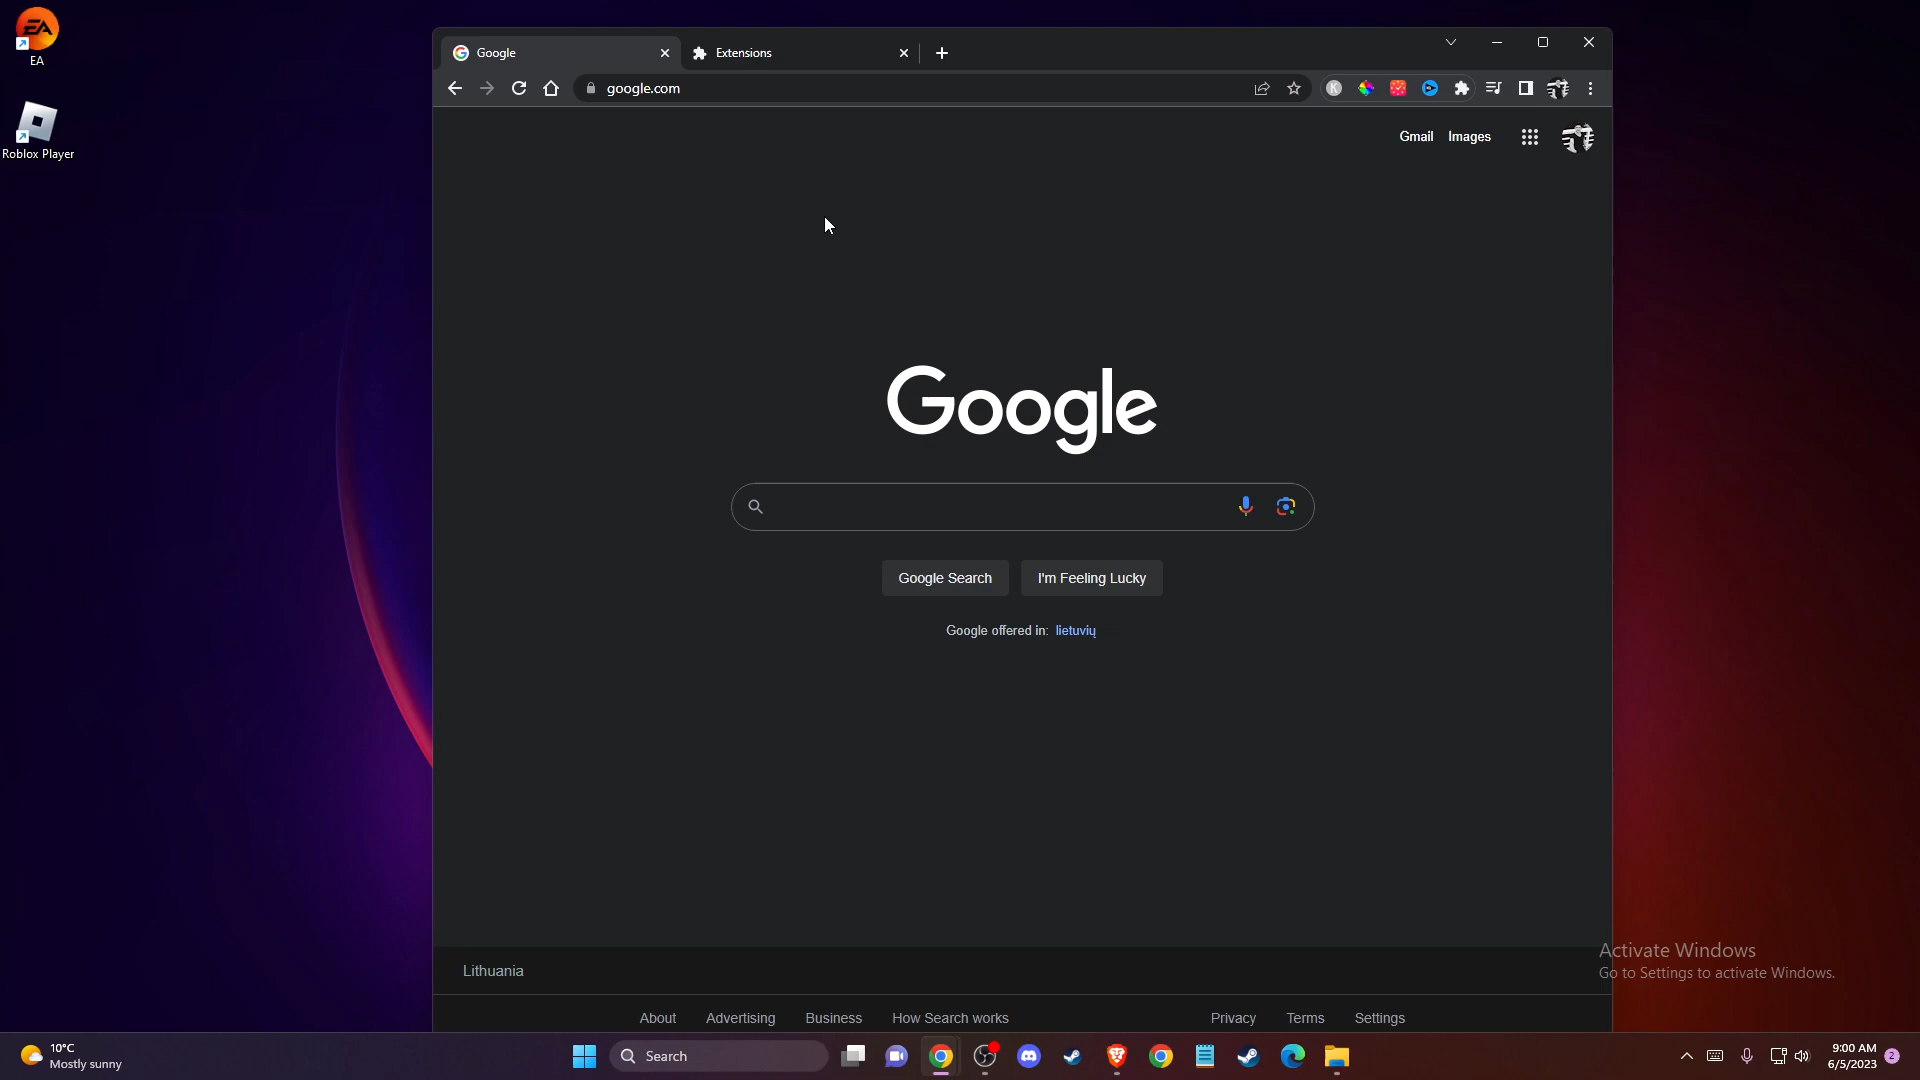 EA
Roblox Player
Google
Extensions
google.com
Gmail
Images
Google
Google Search
I'm Feeling Lucky
Google offered in: lietuvių
Lithuania
About
Advertising
Business
How Search works
Privacy
Terms
Settings
Activate Windows
Go to Settings to activate Windows.
10°C
Mostly sunny
Search
9:00 AM
6/5/2023
2